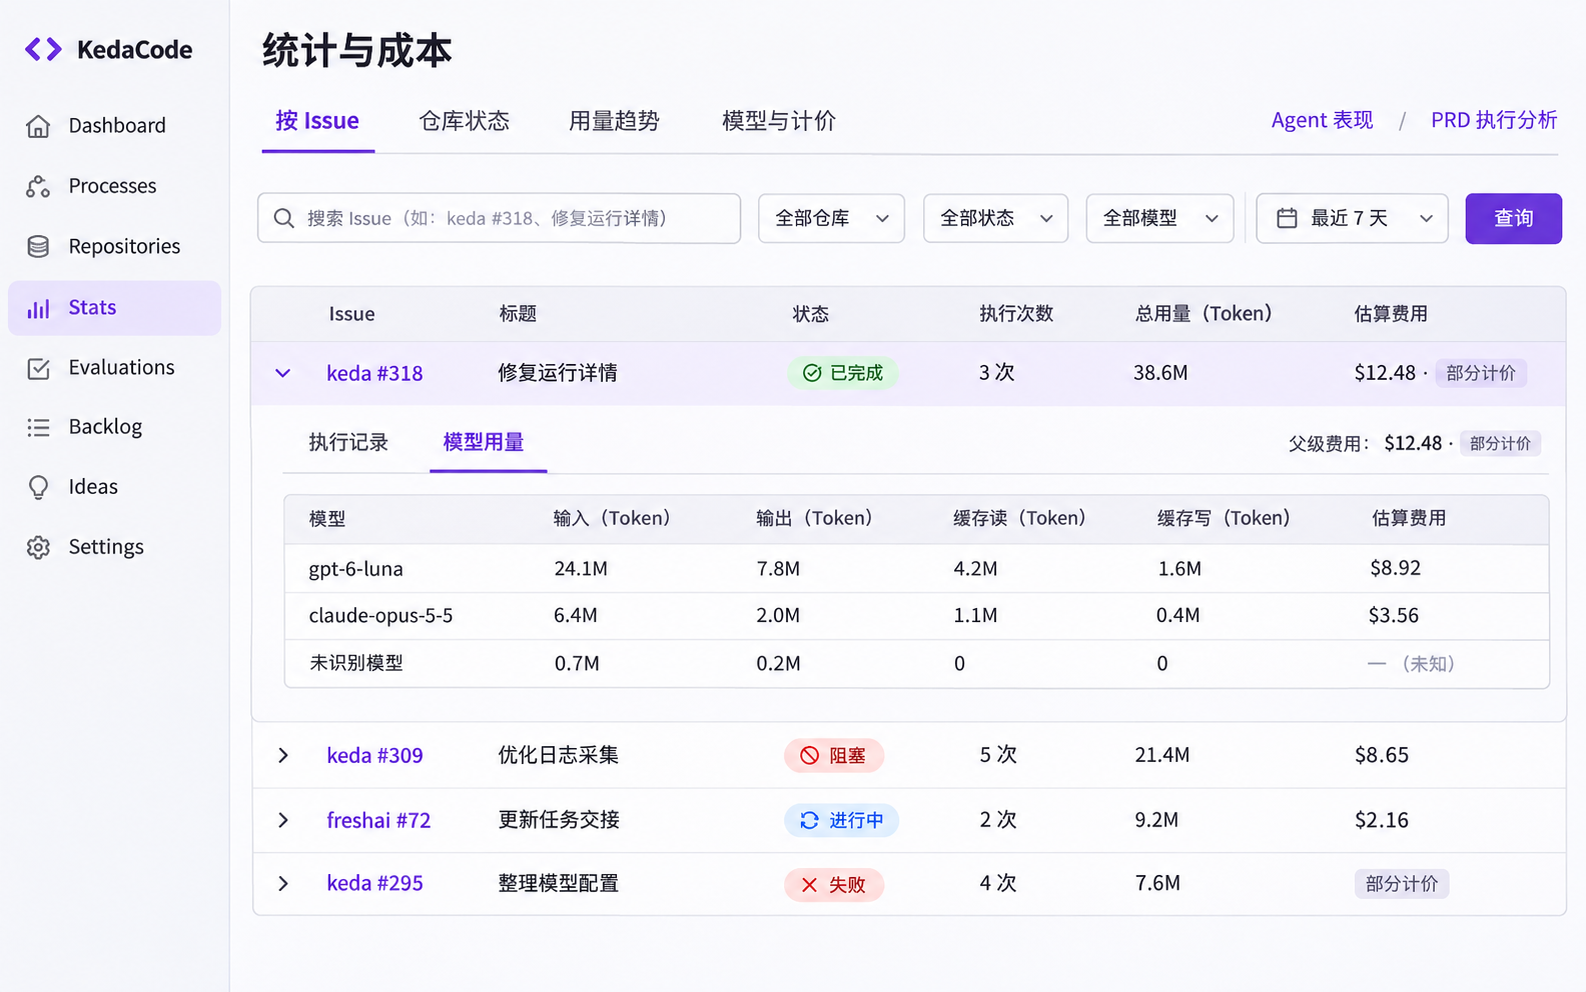 KedaCode
Dashboard
Processes
Repositories
Stats
Evaluations
Backlog
Ideas
Settings
统计与成本
按 Issue 仓库状态 用量趋势 模型与计价 Agent 表现 / PRD 执行分析
搜索 Issue（如：keda #318、修复运行详情） 全部仓库 全部状态 全部模型 最近 7 天 查询
Issue 标题 状态 执行次数 总用量（Token） 估算费用
keda #318 修复运行详情 已完成 3 次 38.6M $12.48 · 部分计价
执行记录 模型用量 父级费用： $12.48 · 部分计价
模型 输入（Token） 输出（Token） 缓存读（Token） 缓存写（Token） 估算费用
gpt-6-luna 24.1M 7.8M 4.2M 1.6M $8.92
claude-opus-5-5 6.4M 2.0M 1.1M 0.4M $3.56
未识别模型 0.7M 0.2M 0 0 —（未知）
keda #309 优化日志采集 阻塞 5 次 21.4M $8.65
freshai #72 更新任务交接 进行中 2 次 9.2M $2.16
keda #295 整理模型配置 失败 4 次 7.6M 部分计价